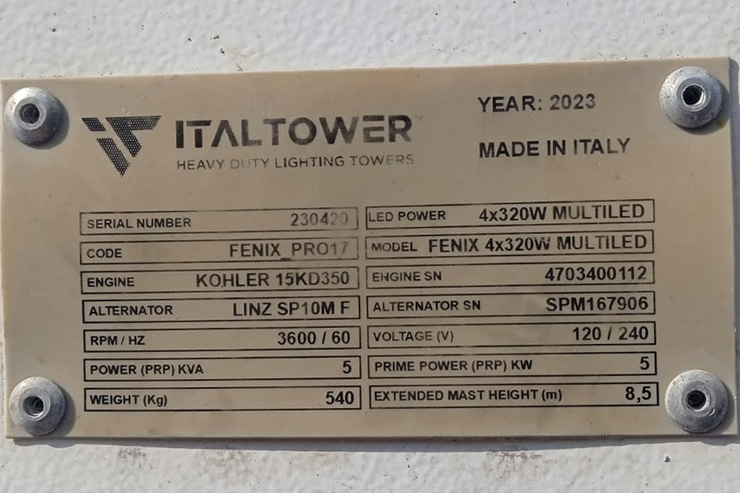 ITALTOWER
HEAVY DUTY LIGHTING TOWERS
YEAR: 2023
MADE IN ITALY
SERIAL NUMBER 230420 LED POWER 4x320W MULTILED
CODE FENIX_PRO17 MODEL FENIX 4x320W MULTILED
ENGINE KOHLER 15KD350 ENGINE SN 4703400112
ALTERNATOR LINZ SP10M F ALTERNATOR SN SPM167906
RPM / HZ 3600 / 60 VOLTAGE (V) 120 / 240
POWER (PRP) KVA 5 PRIME POWER (PRP) KW 5
WEIGHT (Kg) 540 EXTENDED MAST HEIGHT (m) 8,5